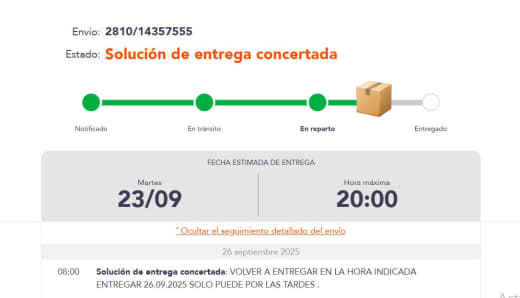 Envío: 2810/14357555
Estado: Solución de entrega concertada
Notificado En tránsito En reparto Entregado
FECHA ESTIMADA DE ENTREGA
Martes Hora máxima
23/09 20:00
ˆ Ocultar el seguimiento detallado del envío
26 septiembre 2025
08:00 Solución de entrega concertada: VOLVER A ENTREGAR EN LA HORA INDICADA
ENTREGAR 26.09.2025 SOLO PUEDE POR LAS TARDES .